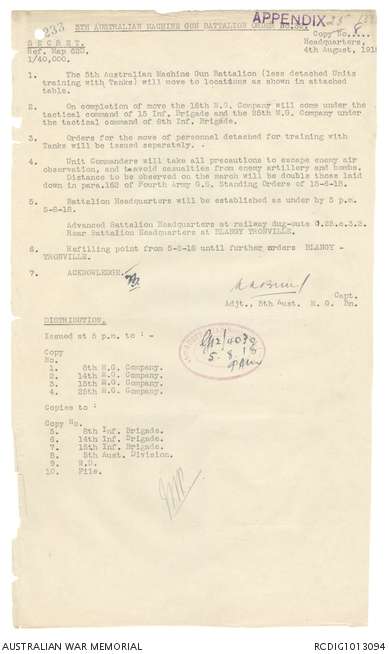 233
5TH AUSTRALIAN MACHINE GUN BATTALION ORDER
APPENDIX
Copy No. 8
SECRET.
Headquarters,
Ref. Map 62D
4th August, 1918
1/40,000.
1. The 5th Australian Machine Gun Battalion (less detached Units
training with Tanks) will move to locations as shown in attached
table.
2. On completion of move the 15th M.G. Company will come under the
tactical command of 15 Inf. Brigade and the 25th M.G. Company under
the tactical command of 8th Inf. Brigade.
3. Orders for the move of personnel detached for training with
Tanks will be issued separately.
4. Unit Commanders will take all precautions to escape enemy air
observation, and to avoid casualties from enemy artillery and bombs.
Distance to be observed on the march will be double those laid
down in para.162 of Fourth Army G.S. Standing Orders of 15-6-18.
5. Battalion Headquarters will be established as under by 5 p.m.
5-8-18.
Advanced Battalion Headquarters at railway dug-outs O.28.c.3.3.
Rear Battalion Headquarters at BLANGY TRONVILLE.
6. Refilling point from 5-8-18 until further orders BLANGY -
TRONVILLE.
7. ACKNOWLEDGE.
Capt.
Adjt., 5th Aust. M. G. Bn.
DISTRIBUTION.
Issued at 5 p.m. to : -
Copy
No.
1. 8th M.G. Company.
2. 14th M.G. Company.
3. 15th M.G. Company.
4. 25th M.G. Company.
Copies to :
Copy No.
5. 8th Inf. Brigade.
6. 14th Inf. Brigade.
7. 15th Inf. Brigade.
8. 5th Aust. Division.
9. W.D.
10. File.
5.8.18
AUSTRALIAN WAR MEMORIAL
RCDIG1013094